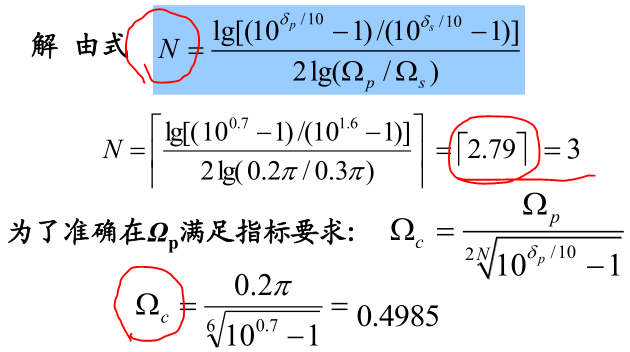 解 由式 N = lg[(10^{δ_p/10} − 1)/(10^{δ_s/10} − 1)] / 2lg(Ω_p/Ω_s)
N = ⌈ lg[(10^{0.7} − 1)/(10^{1.6} − 1)] / 2lg(0.2π/0.3π) ⌉ = ⌈2.79⌉ = 3
为了准确在Ω_p满足指标要求: Ω_c = Ω_p / \sqrt[2N]{10^{δ_p/10} − 1}
Ω_c = 0.2π / \sqrt[6]{10^{0.7} − 1} = 0.4985